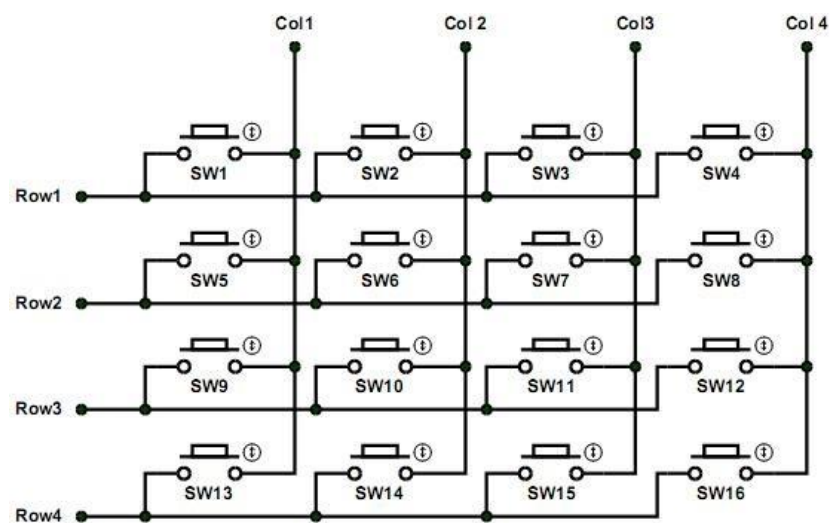 Col1 Col 2 Col3 Col 4
SW1 SW2 SW3 SW4
Row1
SW5 SW6 SW7 SW8
Row2
SW9 SW10 SW11 SW12
Row3
SW13 SW14 SW15 SW16
Row4